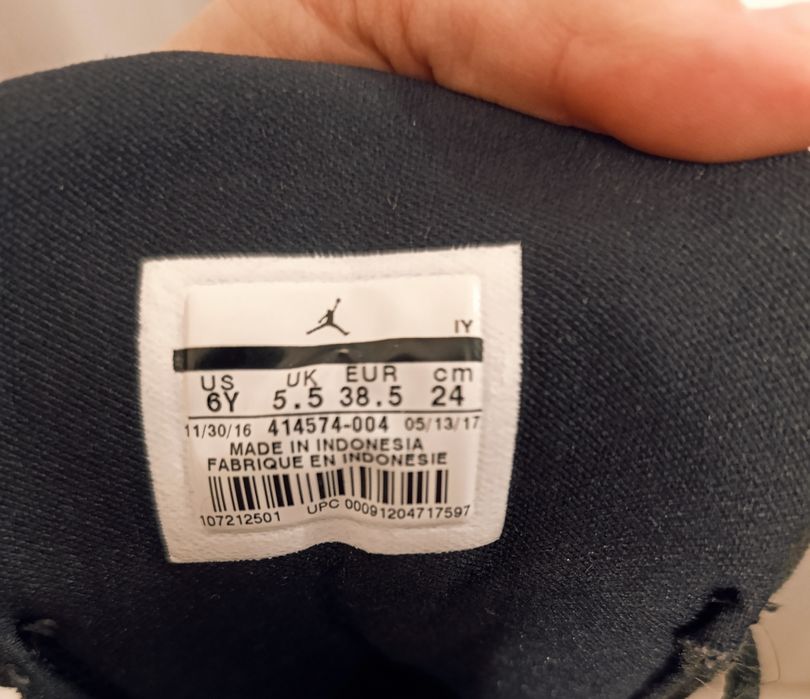 IY
US UK EUR cm
6Y 5.5 38.5 24
11/30/16 414574-004 05/13/17
MADE IN INDONESIA
FABRIQUE EN INDONESIE
107212501 UPC 00091204717597